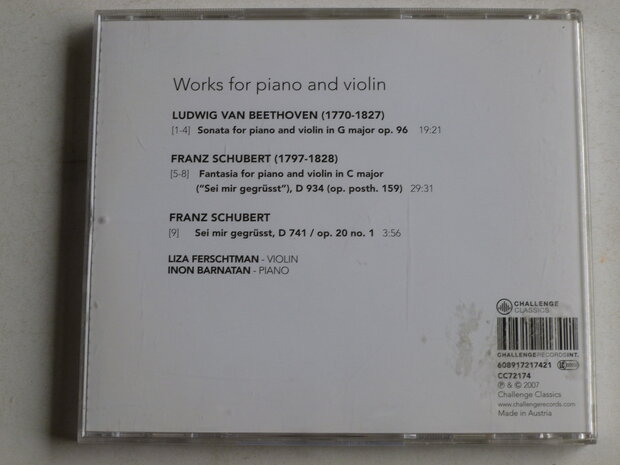 Works for piano and violin
LUDWIG VAN BEETHOVEN (1770-1827)
[1-4] Sonata for piano and violin in G major op. 96 19:21
FRANZ SCHUBERT (1797-1828)
[5-8] Fantasia for piano and violin in C major
("Sei mir gegrüsst"), D 934 (op. posth. 159) 29:31
FRANZ SCHUBERT
[9] Sei mir gegrüsst, D 741 / op. 20 no. 1 3:56
LIZA FERSCHTMAN - VIOLIN
INON BARNATAN - PIANO
CHALLENGE
CLASSICS
CHALLENGERECORDSINT.
608917217421
CC72174
℗ & © 2007
Challenge Classics
www.challengerecords.com
Made in Austria